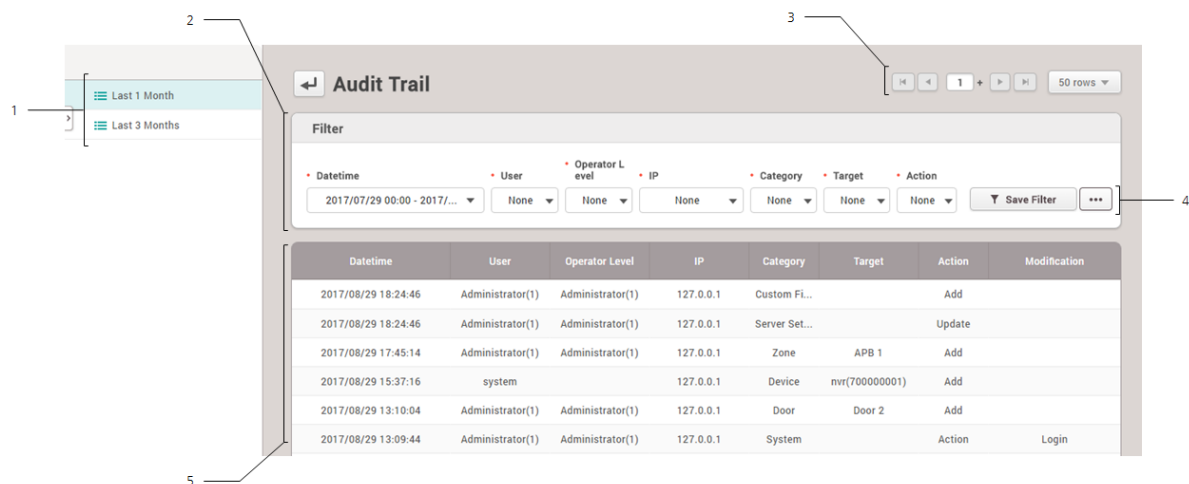 2
3
1
Last 1 Month
Last 3 Months
Audit Trail
1 +
50 rows
Filter
• Datetime • User • Operator L
evel • IP • Category • Target • Action
2017/07/29 00:00 - 2017/... None None None None None None Save Filter •••
4
Datetime User Operator Level IP Category Target Action Modification
2017/08/29 18:24:46 Administrator(1) Administrator(1) 127.0.0.1 Custom Fi... Add
2017/08/29 18:24:46 Administrator(1) Administrator(1) 127.0.0.1 Server Set... Update
2017/08/29 17:45:14 Administrator(1) Administrator(1) 127.0.0.1 Zone APB 1 Add
2017/08/29 15:37:16 system 127.0.0.1 Device nvr(700000001) Add
2017/08/29 13:10:04 Administrator(1) Administrator(1) 127.0.0.1 Door Door 2 Add
2017/08/29 13:09:44 Administrator(1) Administrator(1) 127.0.0.1 System Action Login
5